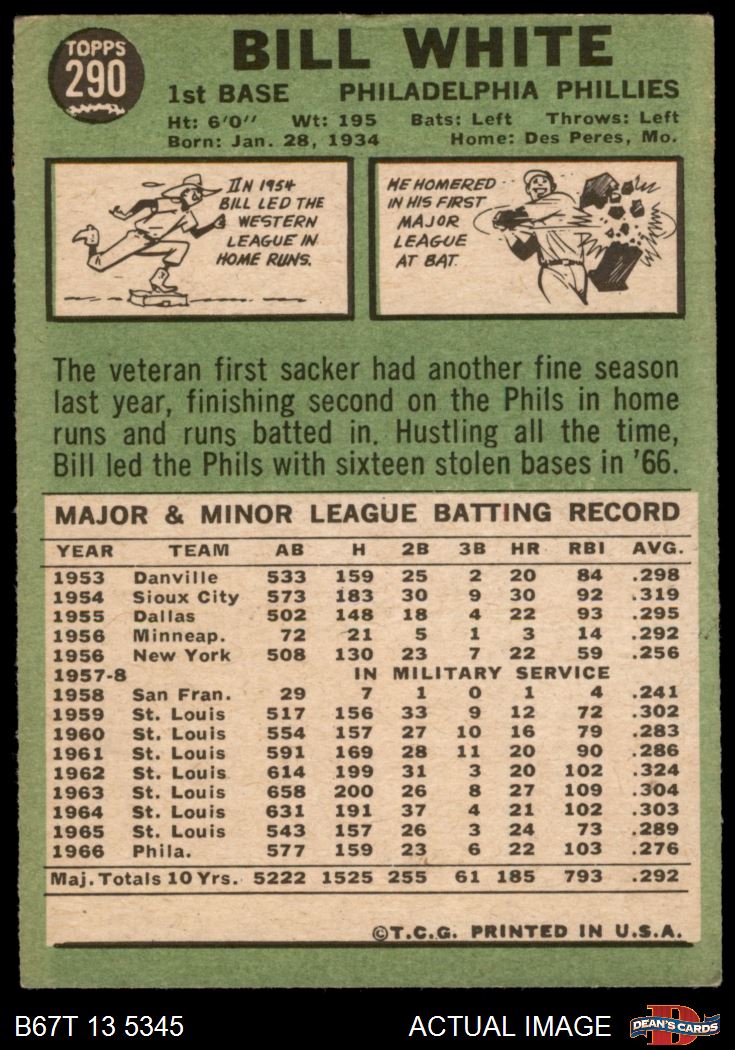 TOPPS
290
BILL WHITE
1st BASE PHILADELPHIA PHILLIES
Ht: 6'0" Wt: 195 Bats: Left Throws: Left
Born: Jan. 28, 1934 Home: Des Peres, Mo.
IN 1954
BILL LED THE
WESTERN
LEAGUE IN
HOME RUNS.
HE HOMERED
IN HIS FIRST
MAJOR
LEAGUE
AT BAT.
The veteran first sacker had another fine season
last year, finishing second on the Phils in home
runs and runs batted in. Hustling all the time,
Bill led the Phils with sixteen stolen bases in '66.
MAJOR & MINOR LEAGUE BATTING RECORD
YEAR TEAM AB H 2B 3B HR RBI AVG.
1953 Danville 533 159 25 2 20 84 .298
1954 Sioux City 573 183 30 9 30 92 .319
1955 Dallas 502 148 18 4 22 93 .295
1956 Minneap. 72 21 5 1 3 14 .292
1956 New York 508 130 23 7 22 59 .256
1957-8 IN MILITARY SERVICE
1958 San Fran. 29 7 1 0 1 4 .241
1959 St. Louis 517 156 33 9 12 72 .302
1960 St. Louis 554 157 27 10 16 79 .283
1961 St. Louis 591 169 28 11 20 90 .286
1962 St. Louis 614 199 31 3 20 102 .324
1963 St. Louis 658 200 26 8 27 109 .304
1964 St. Louis 631 191 37 4 21 102 .303
1965 St. Louis 543 157 26 3 24 73 .289
1966 Phila. 577 159 23 6 22 103 .276
Maj. Totals 10 Yrs. 5222 1525 255 61 185 793 .292
©T.C.G. PRINTED IN U.S.A.
B67T 13 5345 ACTUAL IMAGE
DEAN'S CARDS